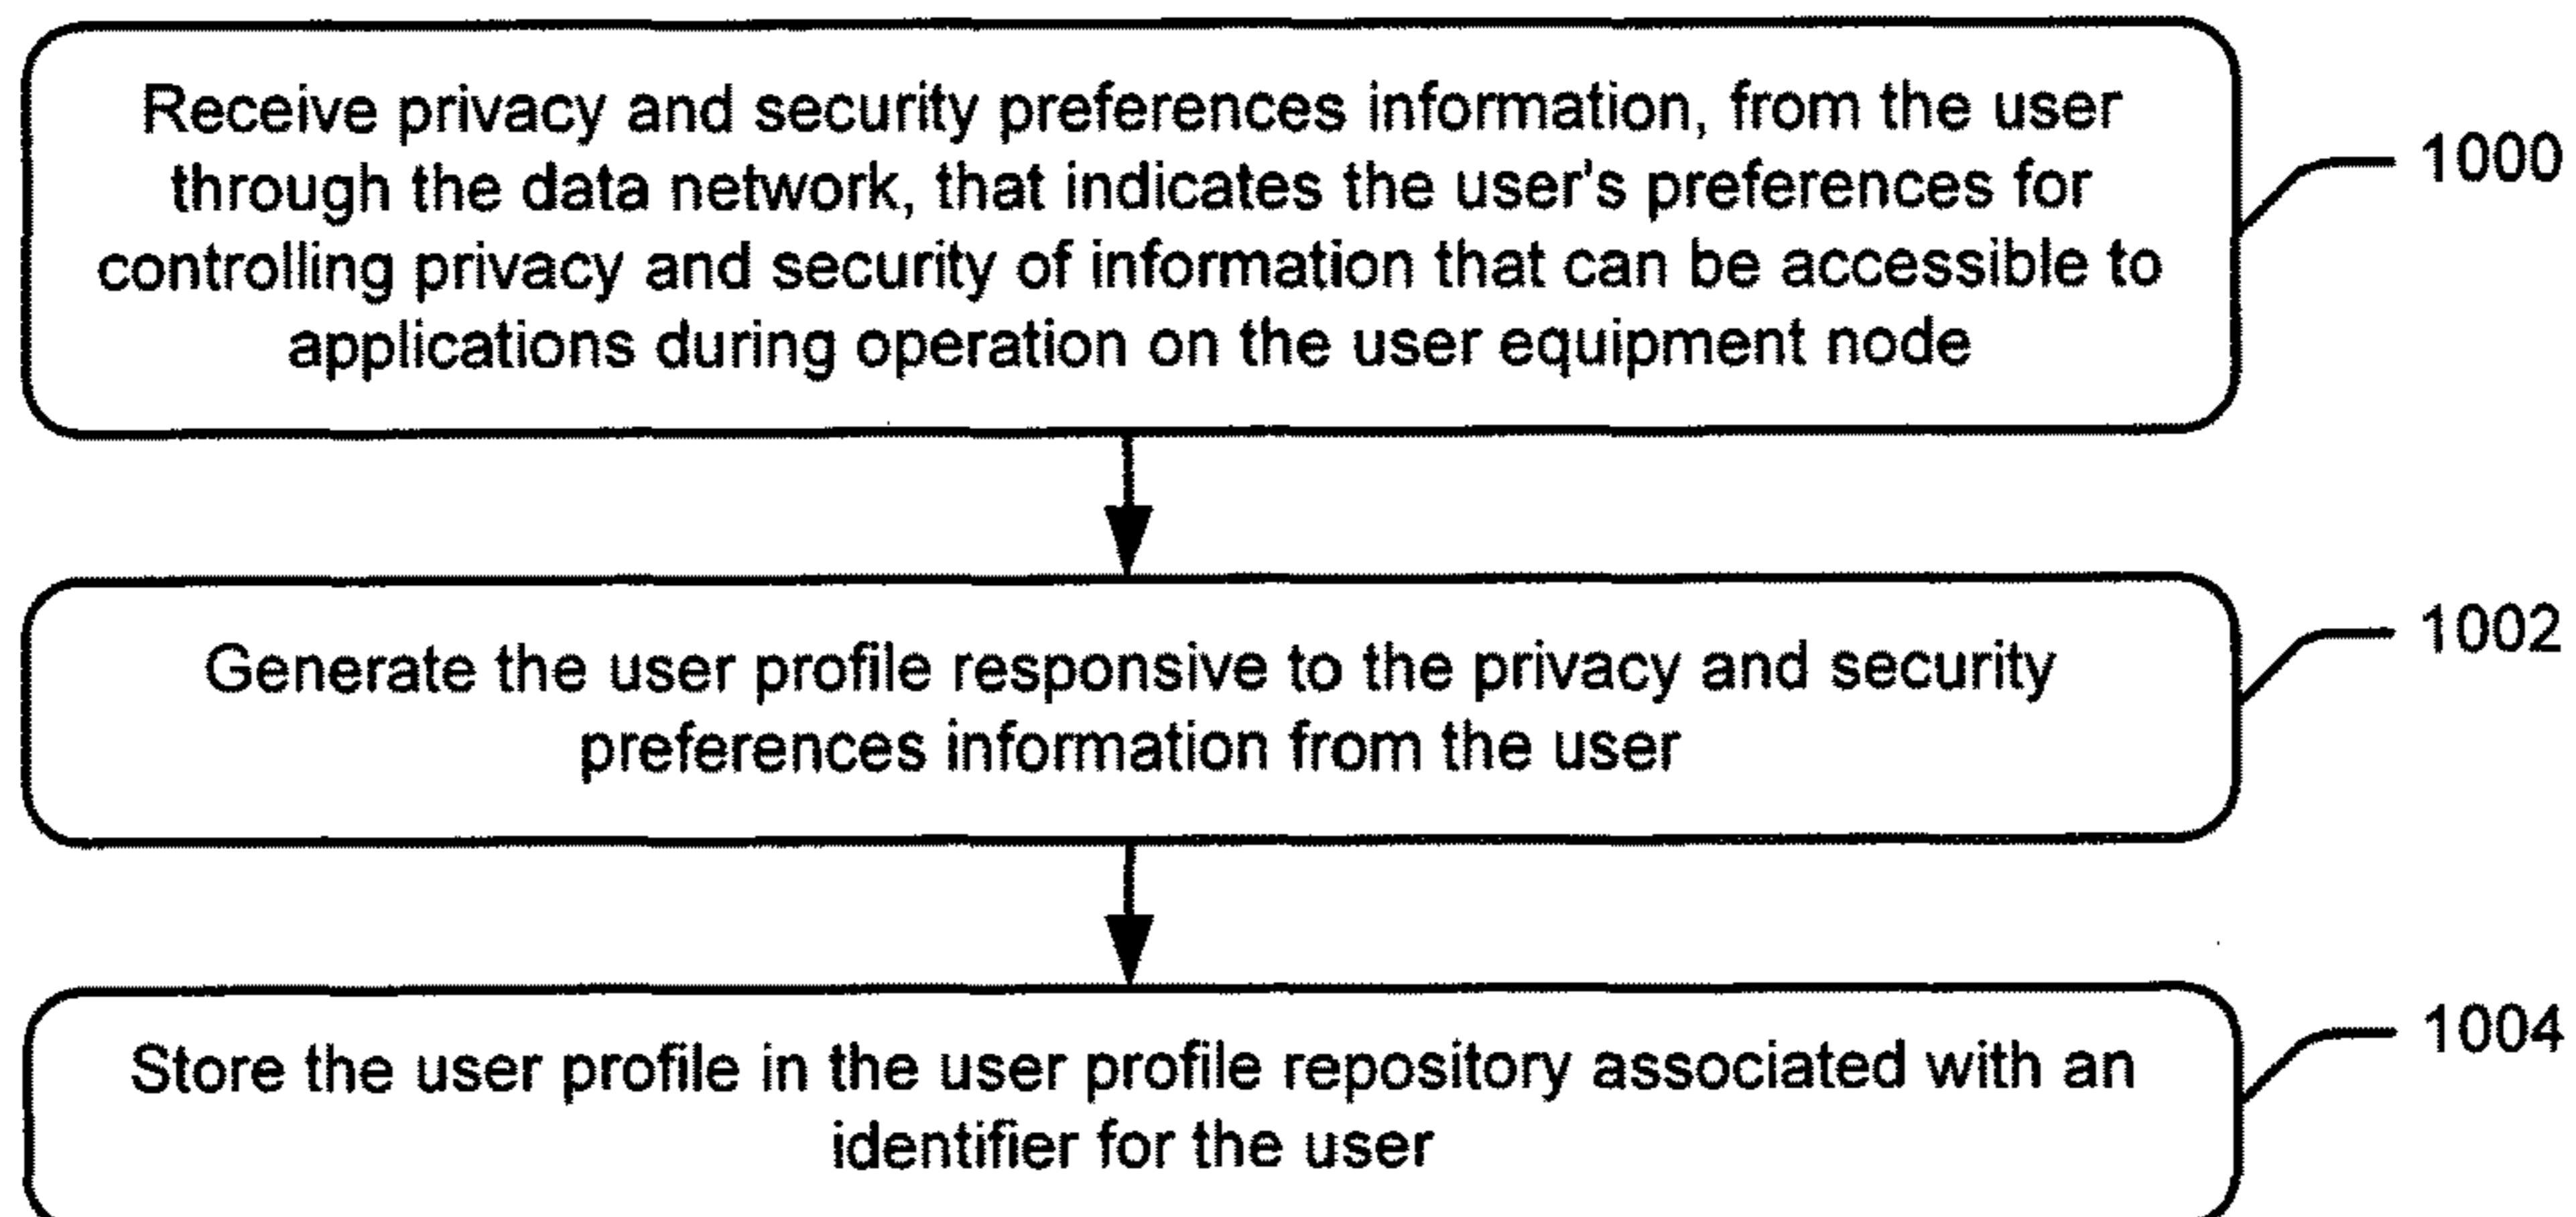 Receive privacy and security preferences information, from the user
through the data network, that indicates the user's preferences for
controlling privacy and security of information that can be accessible to
applications during operation on the user equipment node
1000
Generate the user profile responsive to the privacy and security
preferences information from the user
1002
Store the user profile in the user profile repository associated with an
identifier for the user
1004